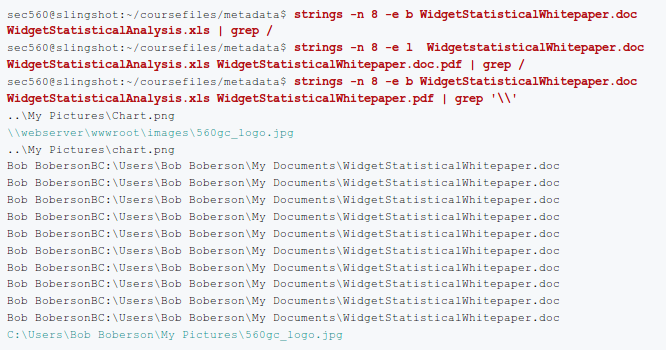 sec560@slingshot:~/coursefiles/metadata$ strings -n 8 -e b WidgetStatisticalWhitepaper.doc
WidgetStatisticalAnalysis.xls | grep /
sec560@slingshot:~/coursefiles/metadata$ strings -n 8 -e l  Widgetstatisticalwhitepaper.doc
WidgetStatisticalAnalysis.xls WidgetStatisticalWhitepaper.doc.pdf | grep /
sec560@slingshot:~/coursefiles/metadata$ strings -n 8 -e b WidgetStatisticalWhitepaper.doc
WidgetStatisticalAnalysis.xls WidgetStatisticalWhitepaper.pdf | grep '\\'
..\My Pictures\Chart.png
\\webserver\wwwroot\images\560gc_logo.jpg
..\My Pictures\chart.png
Bob BobersonBC:\Users\Bob Boberson\My Documents\WidgetStatisticalWhitepaper.doc
Bob BobersonBC:\Users\Bob Boberson\My Documents\WidgetStatisticalWhitepaper.doc
Bob BobersonBC:\Users\Bob Boberson\My Documents\WidgetStatisticalWhitepaper.doc
Bob BobersonBC:\Users\Bob Boberson\My Documents\WidgetStatisticalWhitepaper.doc
Bob BobersonBC:\Users\Bob Boberson\My Documents\WidgetStatisticalWhitepaper.doc
Bob BobersonBC:\Users\Bob Boberson\My Documents\WidgetStatisticalWhitepaper.doc
Bob BobersonBC:\Users\Bob Boberson\My Documents\WidgetStatisticalWhitepaper.doc
Bob BobersonBC:\Users\Bob Boberson\My Documents\WidgetStatisticalWhitepaper.doc
Bob BobersonBC:\Users\Bob Boberson\My Documents\WidgetStatisticalWhitepaper.doc
Bob BobersonBC:\Users\Bob Boberson\My Documents\WidgetStatisticalWhitepaper.doc
C:\Users\Bob Boberson\My Pictures\560gc_logo.jpg